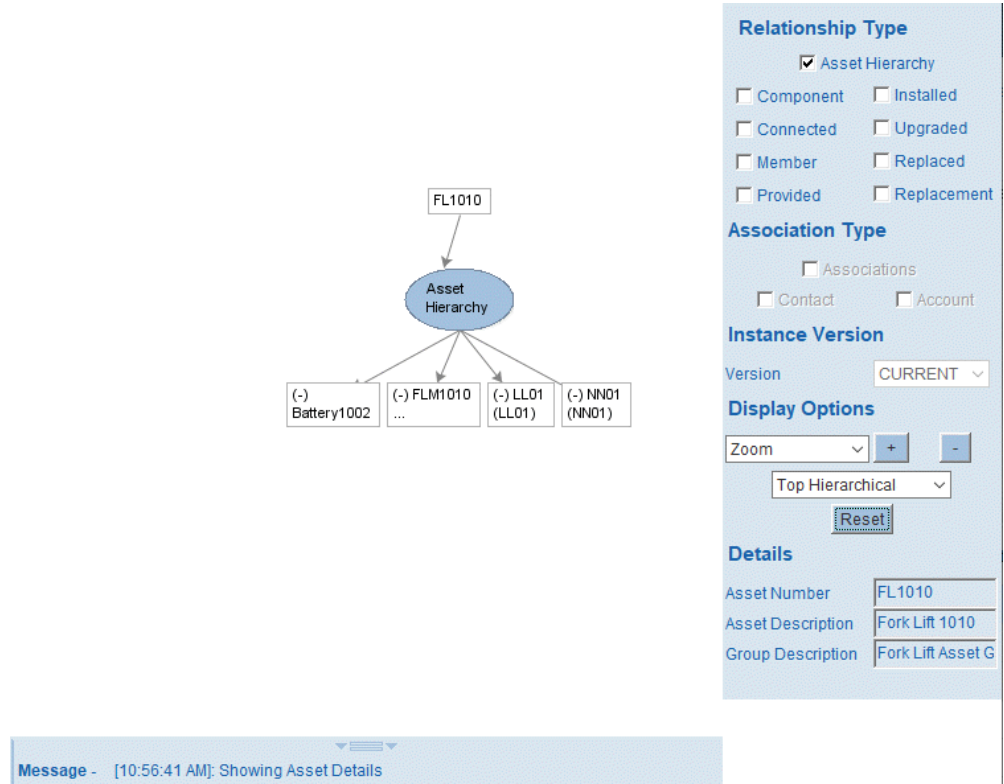 FL1010
Asset
Hierarchy
(-)
Battery1002
(-) FLM1010
...
(-) LL01
(LL01)
(-) NN01
(NN01)
Relationship Type
Asset Hierarchy
Component Installed
Connected Upgraded
Member Replaced
Provided Replacement
Association Type
Associations
Contact Account
Instance Version
Version CURRENT
Display Options
Zoom + -
Top Hierarchical
Reset
Details
Asset Number FL1010
Asset Description Fork Lift 1010
Group Description Fork Lift Asset G
Message - [10:56:41 AM]: Showing Asset Details